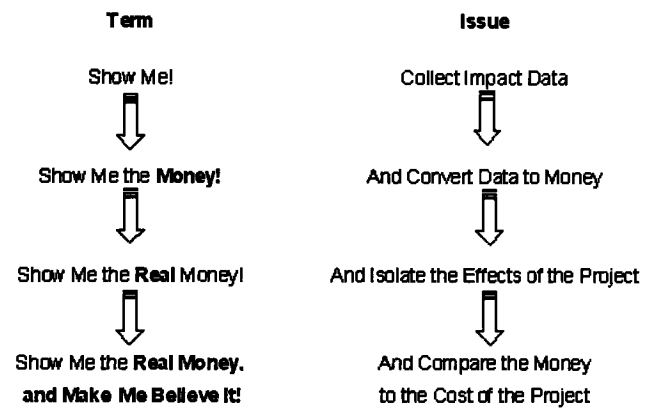 Term
Issue
Show Me!
Collect Impact Data
Show Me the Money!
And Convert Data to Money
Show Me the Real Money!
And Isolate the Effects of the Project
Show Me the Real Money,
and Make Me Believe It!
And Compare the Money
to the Cost of the Project